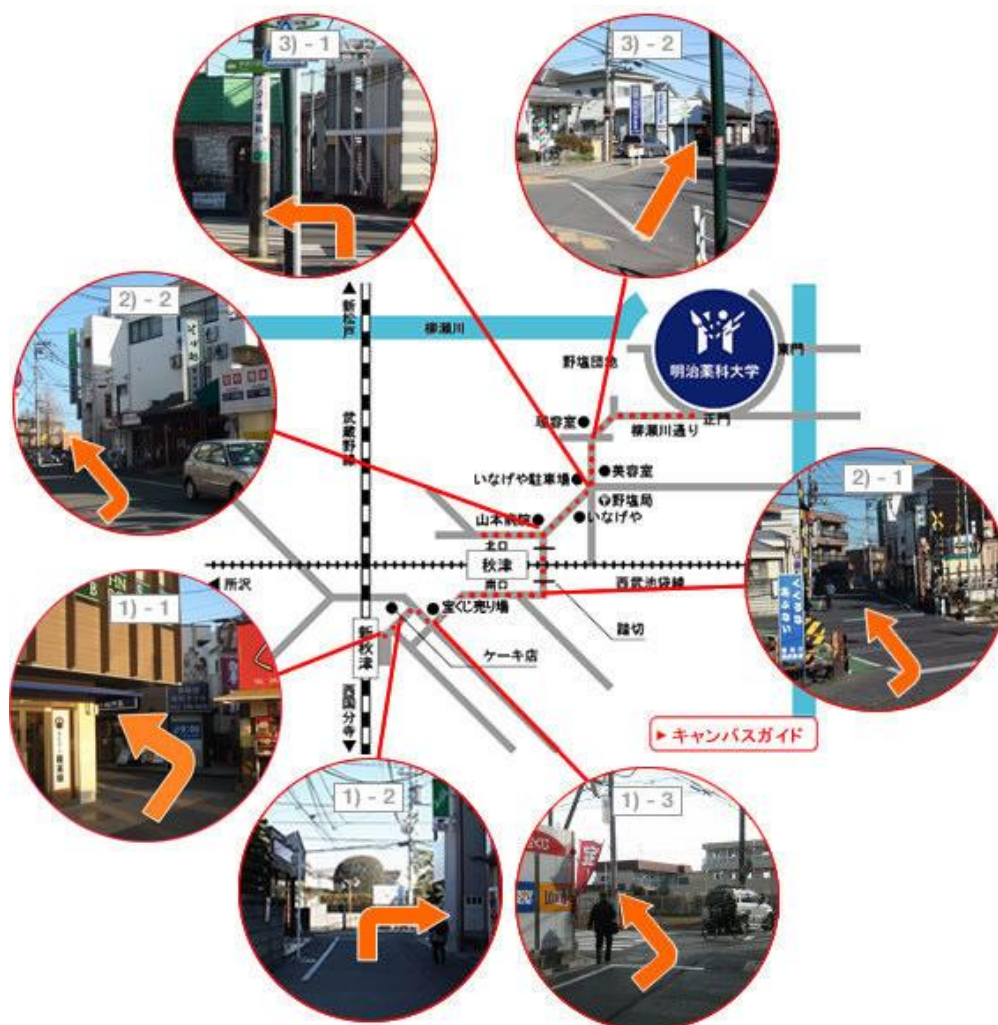 3) - 1
3) - 2
2) - 2
▲新松戸
柳瀬川
野塩団地
東門
明治薬科大学
正門
柳瀬川通り
武蔵野線
いなげや駐車場
美容室
野塩局
いなげや
山本病院
2) - 1
北口
秋津
南口
◀所沢
西武池袋線
1) - 1
宝くじ売り場
踏切
新秋津
ケーキ店
西国分寺▼
▶キャンパスガイド
1) - 2
1) - 3